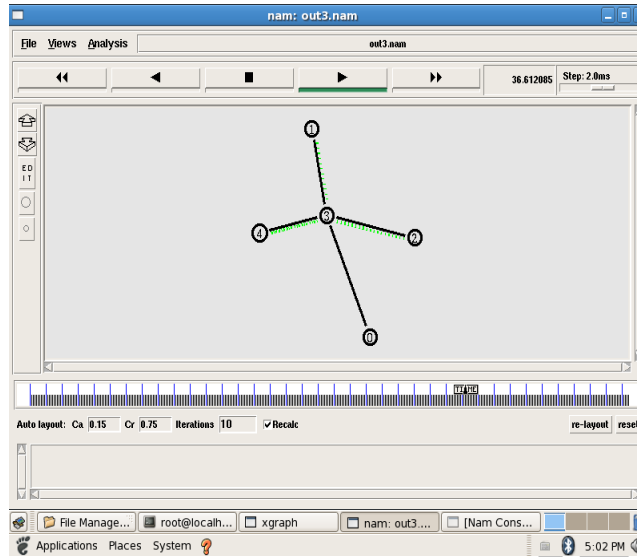 nam: out3.nam
File Views Analysis out3.nam
36.612085 Step: 2.0ms
ED
IT
1
3
4
2
0
TIME
Auto layout: Ca 0.15 Cr 0.75 Iterations 10 Recalc re-layout reset
File Manage... root@localh... xgraph nam: out3.... [Nam Cons...
Applications Places System 5:02 PM